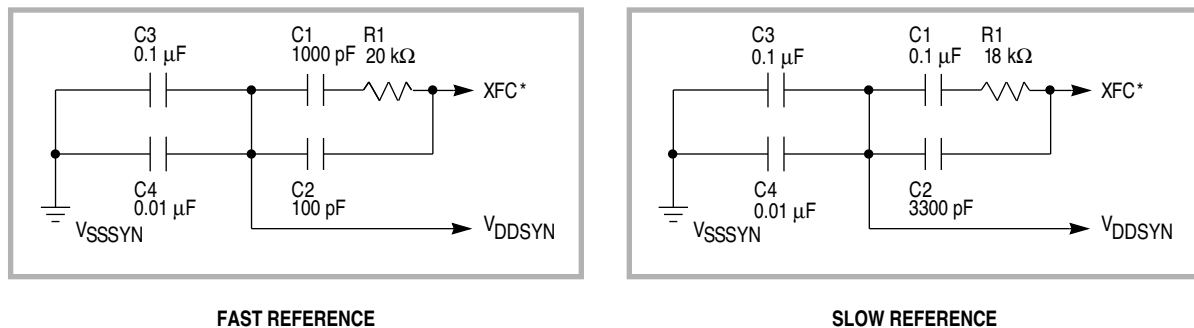 C3
0.1 µF
C1
1000 pF
R1
20 kΩ
XFC*
C4
0.01 µF
C2
100 pF
VSSSYN
VDDSYN
FAST REFERENCE
C3
0.1 µF
C1
0.1 µF
R1
18 kΩ
XFC*
C4
0.01 µF
C2
3300 pF
VSSSYN
VDDSYN
SLOW REFERENCE